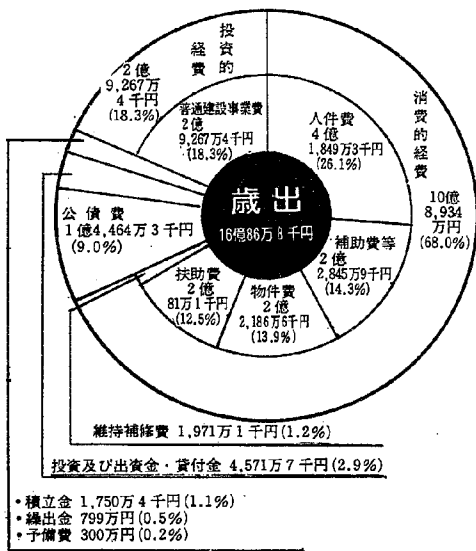 投資的
経費
2億
9,267万
4千円
(18.3%)
普通建設事業費
2億
9,267万4千円
(18.3%)
人件費
4億
1,849万3千円
(26.1%)
消費的経費
10億
8,934
万円
(68.0%)
歳出
16億86万8千円
公債費
1億4,464万3千円
(9.0%)
補助費等
2億
2,845万9千円
(14.3%)
扶助費
2億
81万1千円
(12.5%)
物件費
2億
2,186万6千円
(13.9%)
維持補修費 1,971万1千円(1.2%)
投資及び出資金・貸付金 4,571万7千円(2.9%)
・積立金 1,750万4千円(1.1%)
・繰出金 799万円(0.5%)
・予備費 300万円(0.2%)